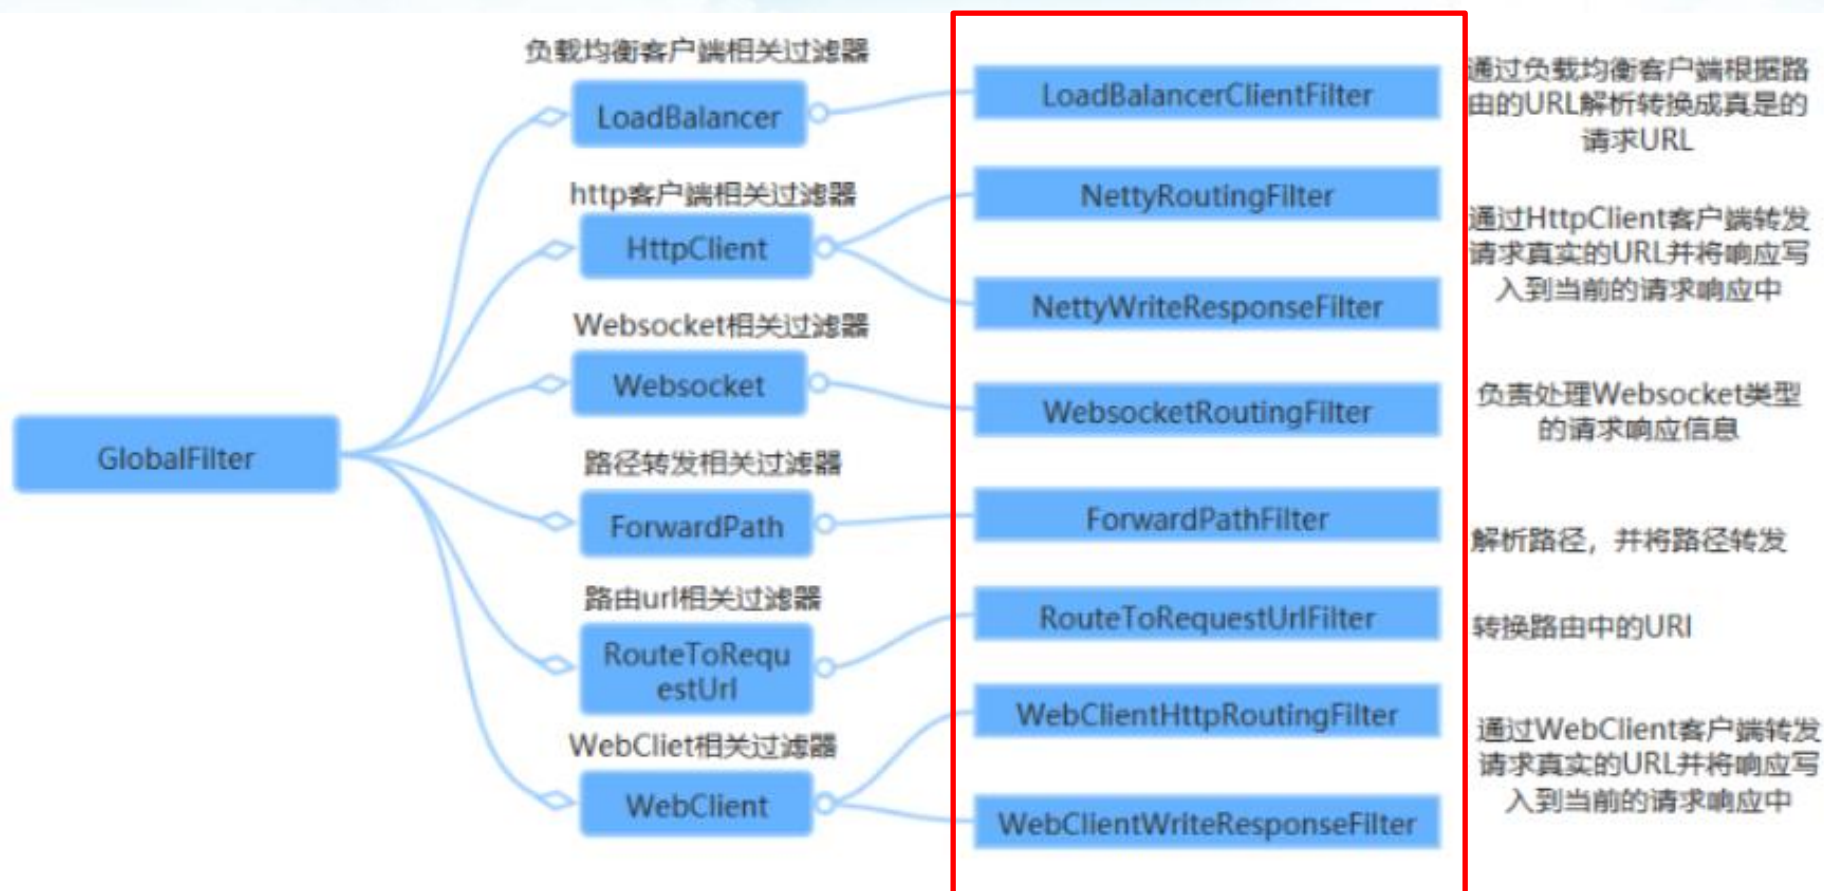 负载均衡客户端相关过滤器
LoadBalancer
LoadBalancerClientFilter
通过负载均衡客户端根据路
由的URL解析转换成真是的
请求URL
http客户端相关过滤器
HttpClient
NettyRoutingFilter
NettyWriteResponseFilter
通过HttpClient客户端转发
请求真实的URL并将响应写
入到当前的请求响应中
Websocket相关过滤器
Websocket
WebsocketRoutingFilter
负责处理Websocket类型
的请求响应信息
GlobalFilter
路径转发相关过滤器
ForwardPath
ForwardPathFilter
解析路径，并将路径转发
路由url相关过滤器
RouteToRequ
estUrl
RouteToRequestUrlFilter
转换路由中的URI
WebCliet相关过滤器
WebClient
WebClientHttpRoutingFilter
WebClientWriteResponseFilter
通过WebClient客户端转发
请求真实的URL并将响应写
入到当前的请求响应中